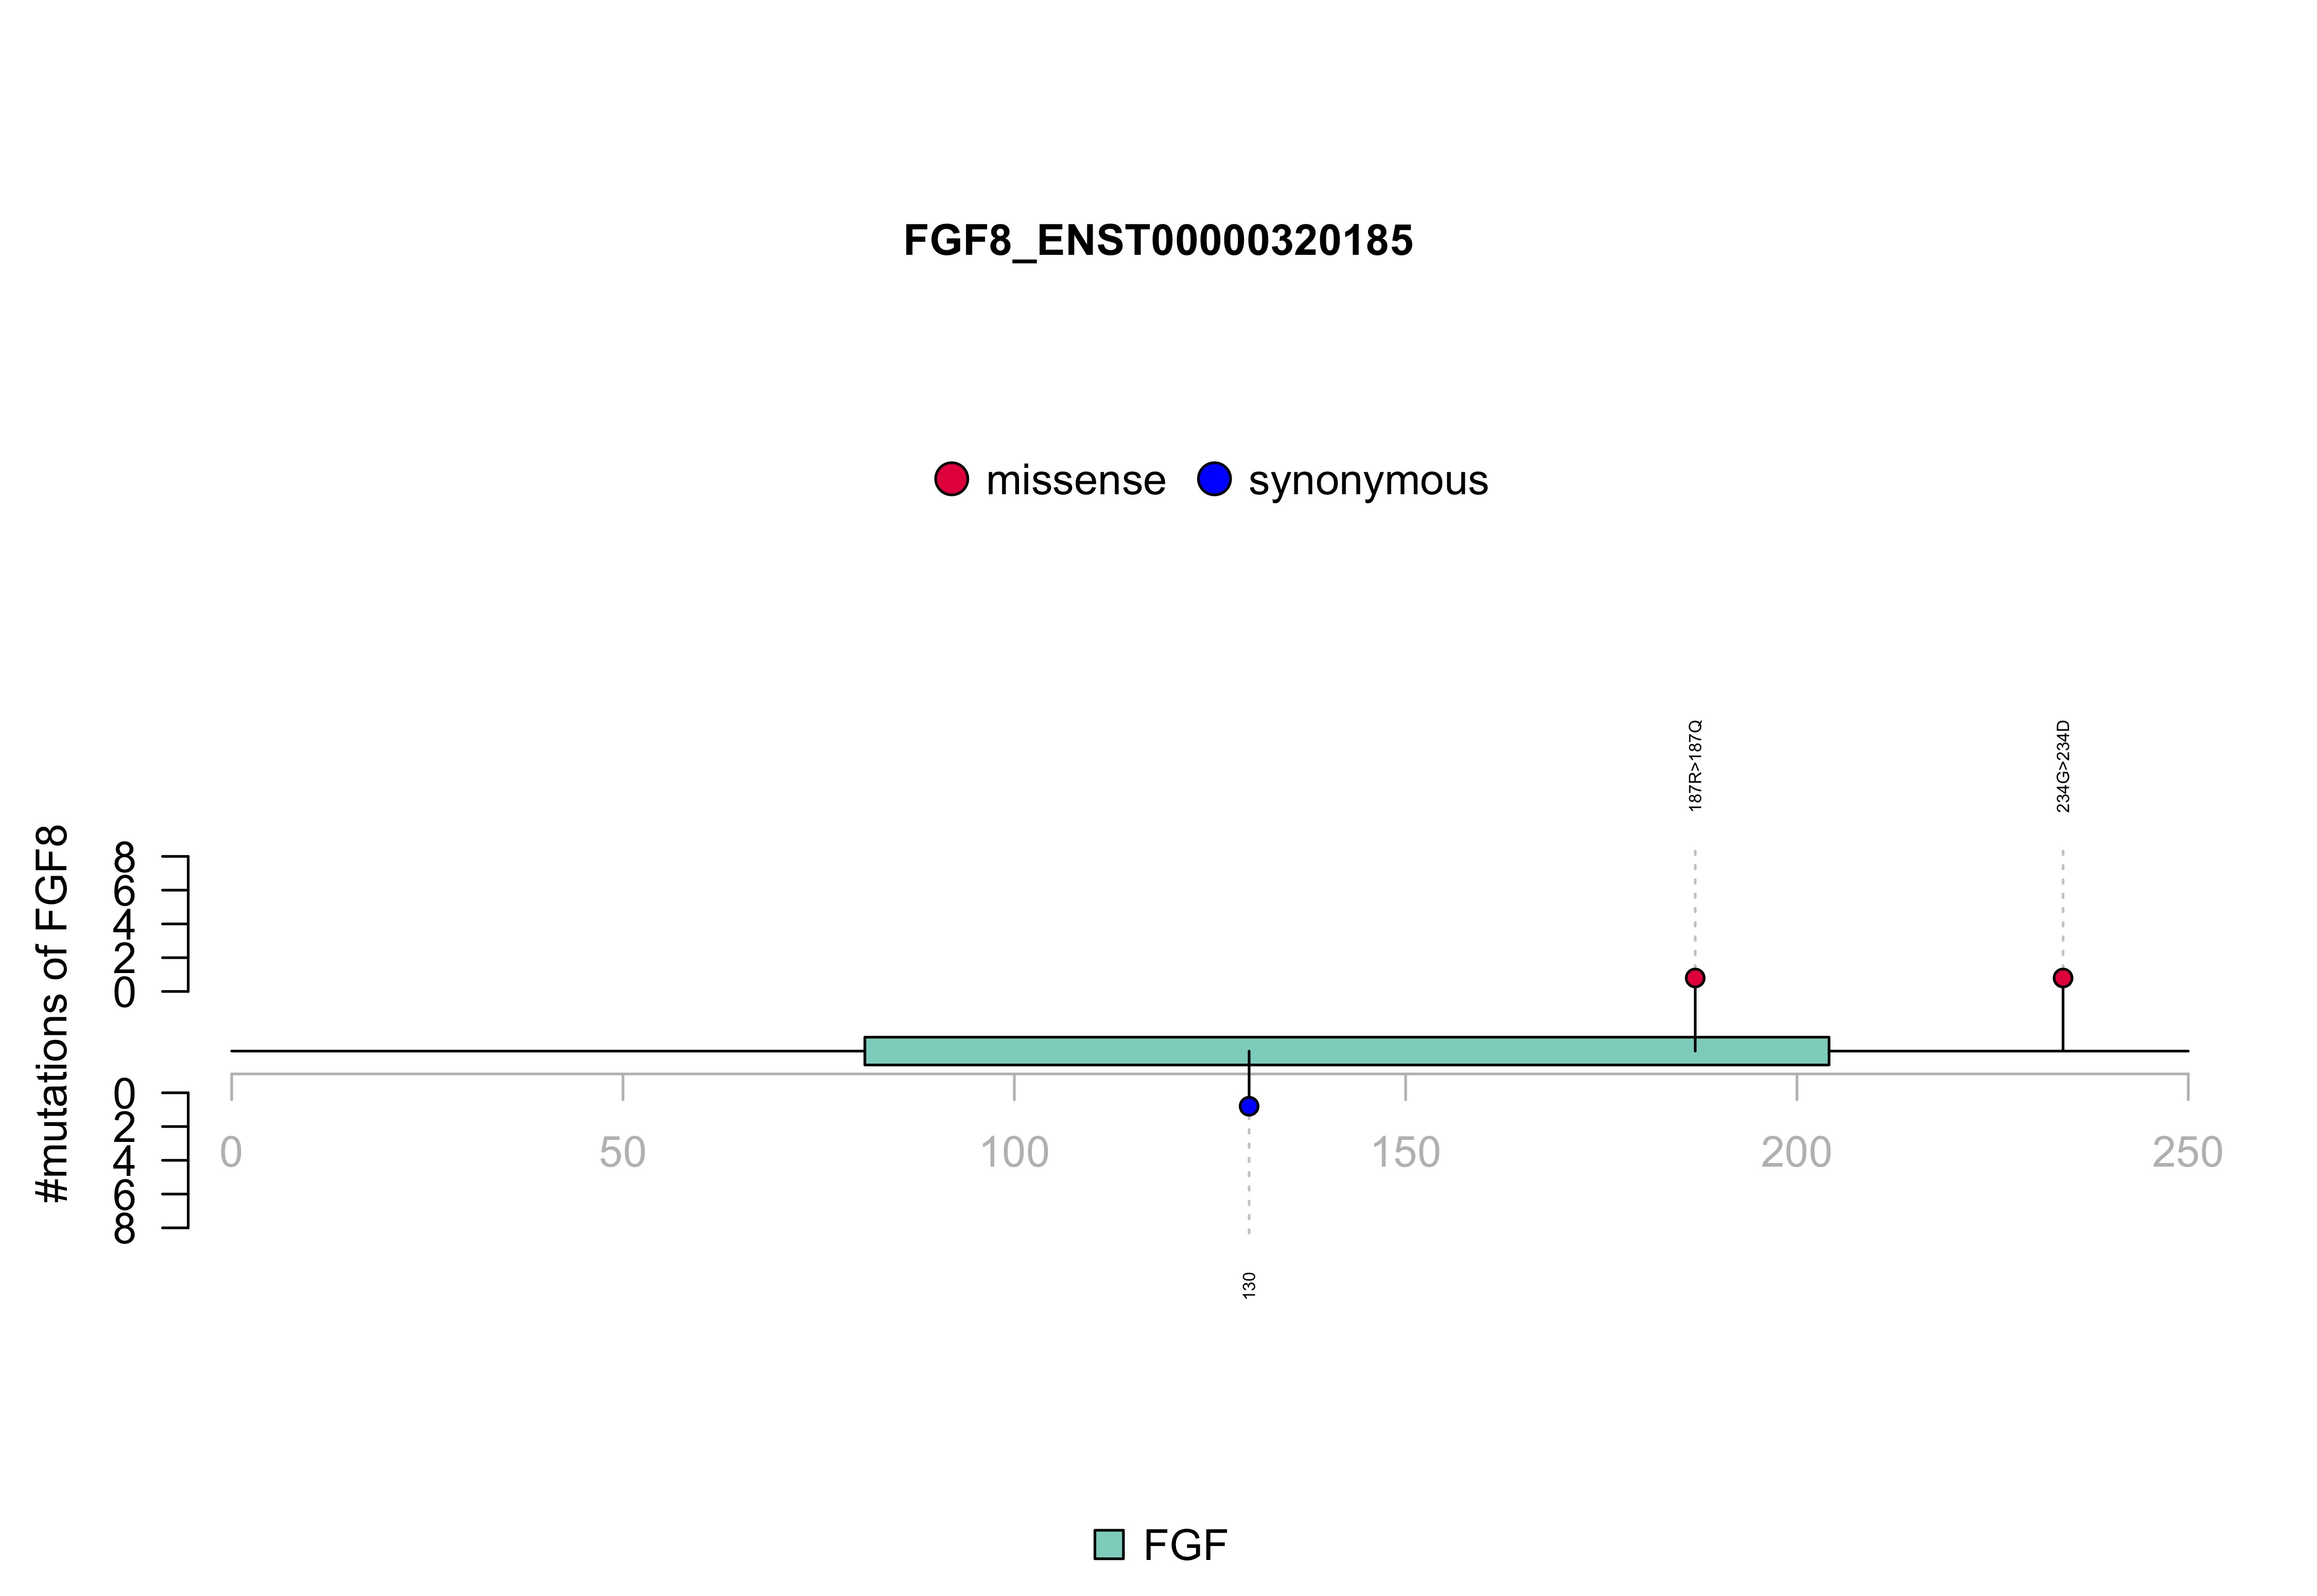 FGF8_ENST00000320185
missense synonymous
187R>187Q
234G>234D
#mutations of FGF8
8
6
4
2
0
0
2
4
6
8
0 50 100 150 200 250
130
FGF